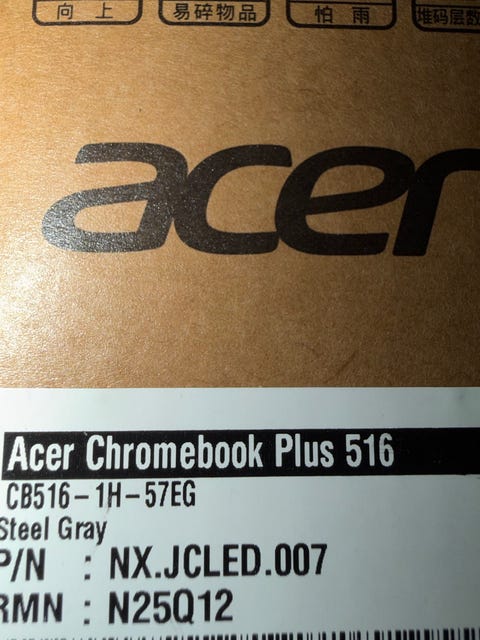 向 上 易碎物品 怕 雨 堆码层数
acer
Acer Chromebook Plus 516
CB516-1H-57EG
Steel Gray
P/N : NX.JCLED.007
RMN : N25Q12